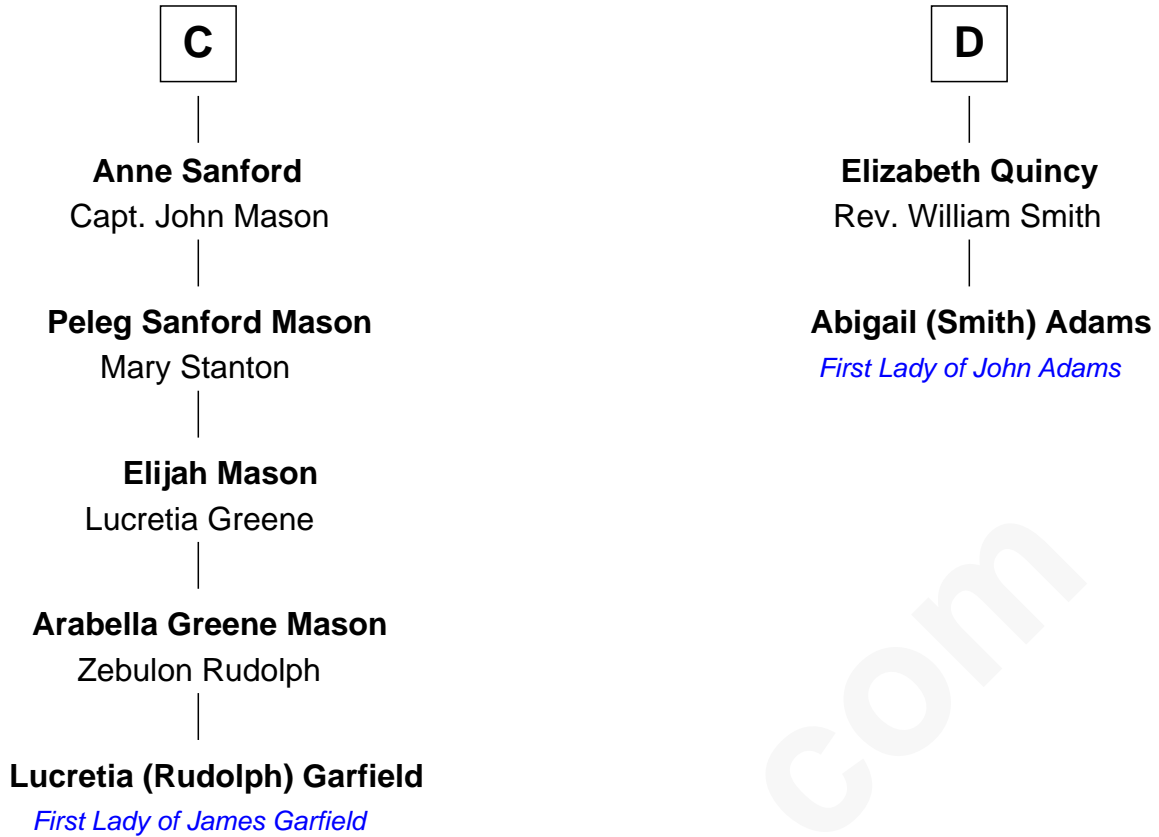 C
Anne Sanford
Capt. John Mason
Peleg Sanford Mason
Mary Stanton
Elijah Mason
Lucretia Greene
Arabella Greene Mason
Zebulon Rudolph
Lucretia (Rudolph) Garfield
First Lady of James Garfield
D
Elizabeth Quincy
Rev. William Smith
Abigail (Smith) Adams
First Lady of John Adams
com